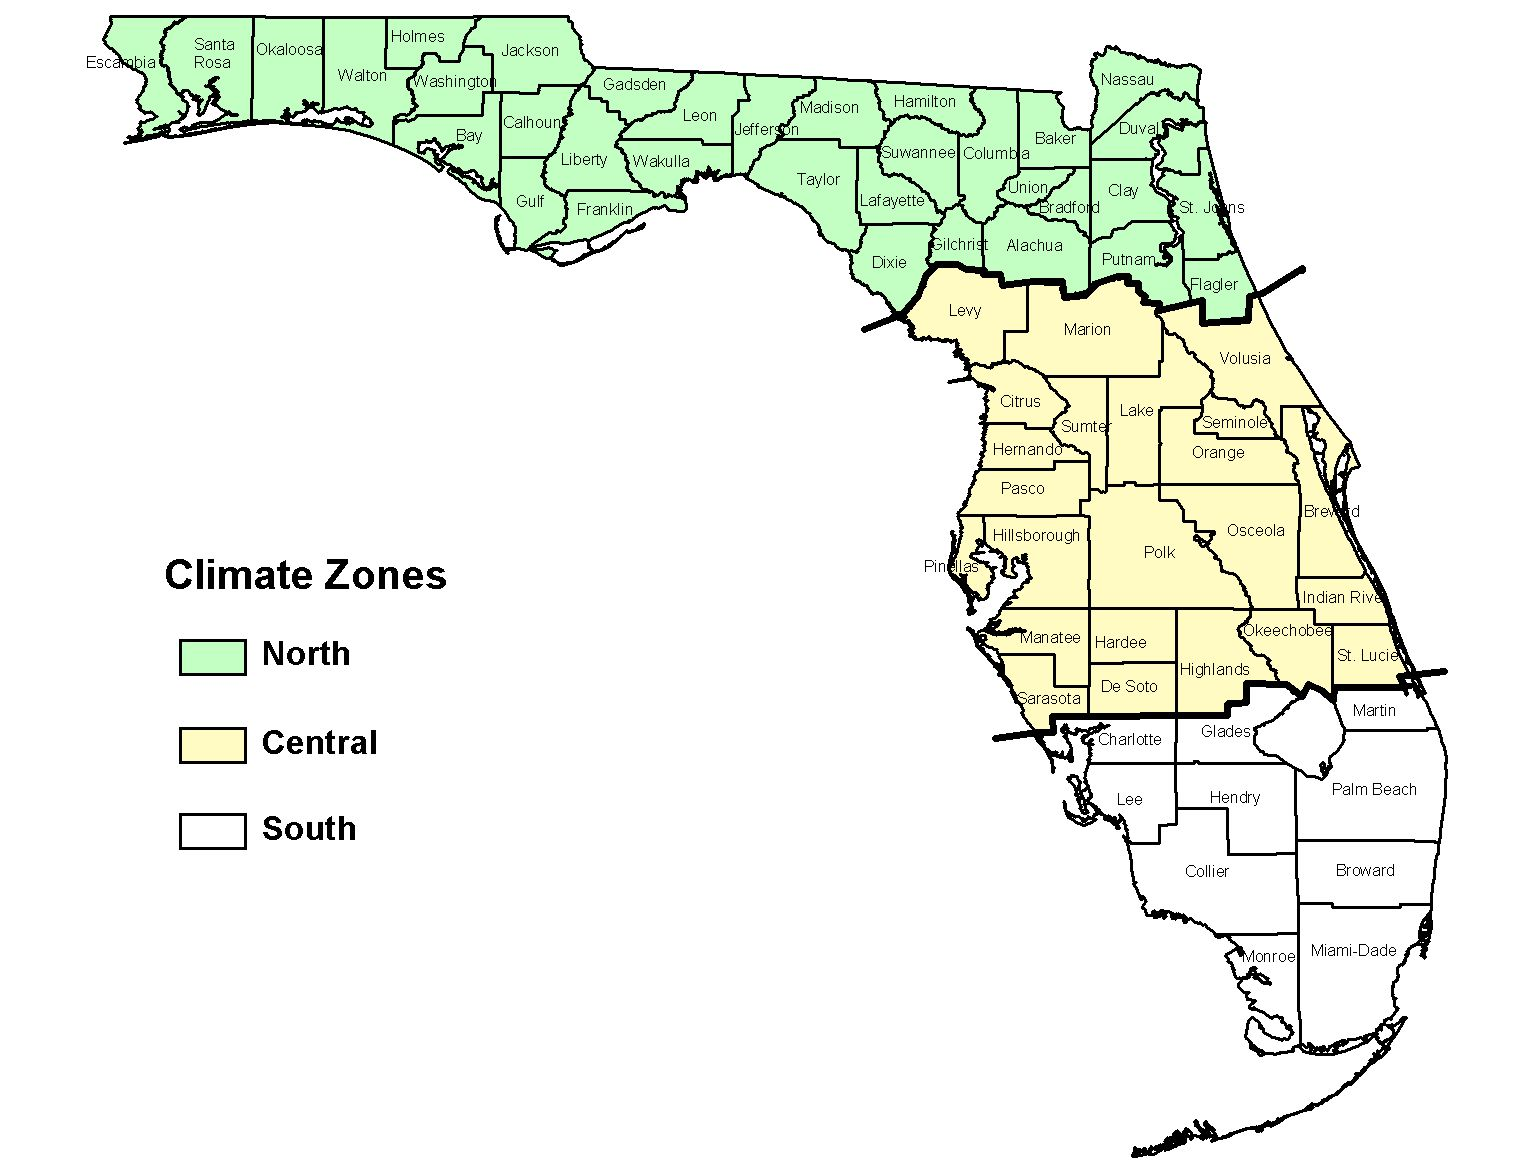 Holmes
Santa
Rosa
Okaloosa
Jackson
Escambia
Walton
Washington
Gadsden
Nassau
Madison
Hamilton
Leon
Calhoun
Jefferson
Duval
Bay
Baker
Suwannee
Columbia
Liberty
Wakulla
Taylor
Union
Clay
Lafayette
Gulf
Franklin
Bradford
St. Johns
Gilchrist
Alachua
Dixie
Putnam
Flagler
Levy
Marion
Volusia
Citrus
Lake
Sumter
Seminole
Hernando
Orange
Pasco
Brevard
Hillsborough
Osceola
Polk
Pinellas
Climate Zones
Indian River
Okeechobee
Manatee
Hardee
North
St. Lucie
Highlands
De Soto
Sarasota
Martin
Glades
Charlotte
Central
Palm Beach
Lee
Hendry
South
Collier
Broward
Miami-Dade
Monroe